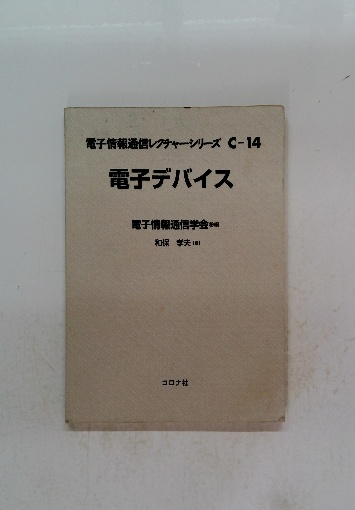 電子情報通信レクチャーシリーズ C-14
電子デバイス
電子情報通信学会●編
和保 孝夫[著]
コロナ社